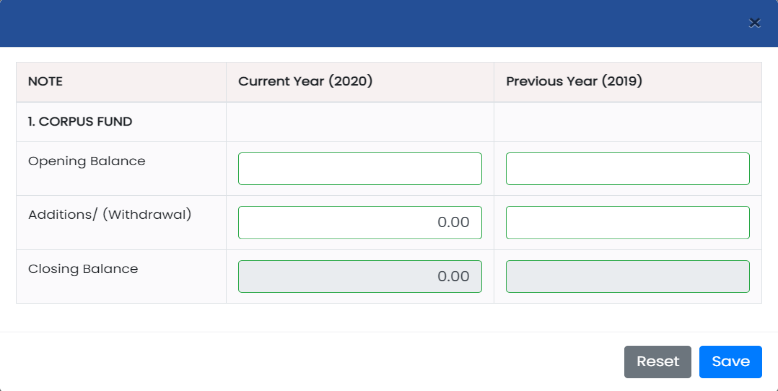 ×
NOTE Current Year (2020) Previous Year (2019)
1. CORPUS FUND
Opening Balance
Additions/ (Withdrawal) 0.00
Closing Balance 0.00
Reset Save